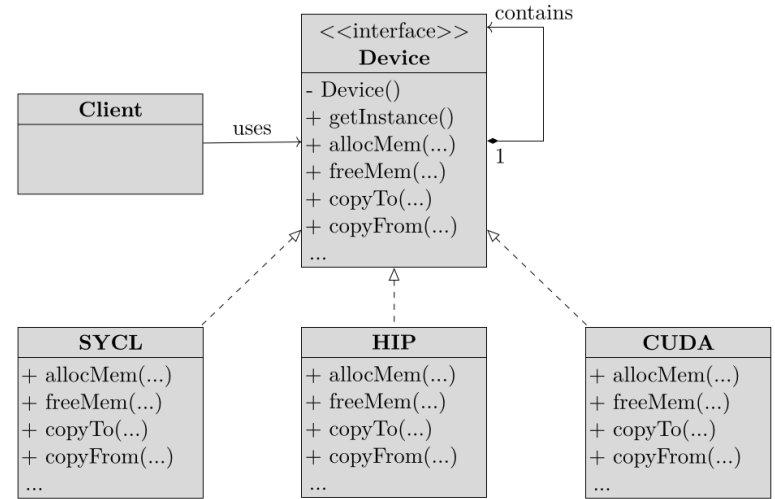 contains
<<interface>>
Device
- Device()
+ getInstance()
+ allocMem(...)
+ freeMem(...)
+ copyTo(...)
+ copyFrom(...)
...
1
Client
uses
SYCL
+ allocMem(...)
+ freeMem(...)
+ copyTo(...)
+ copyFrom(...)
...
HIP
+ allocMem(...)
+ freeMem(...)
+ copyTo(...)
+ copyFrom(...)
...
CUDA
+ allocMem(...)
+ freeMem(...)
+ copyTo(...)
+ copyFrom(...)
...